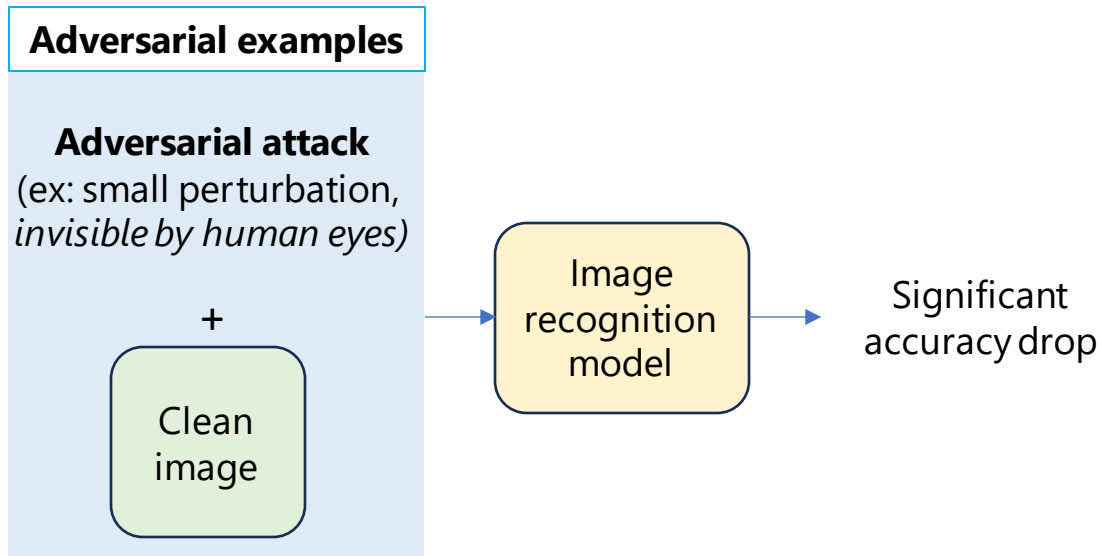 Adversarial examples
Adversarial attack
(ex: small perturbation,
invisible by human eyes)
+
Clean
image
Image
recognition
model
Significant
accuracy drop